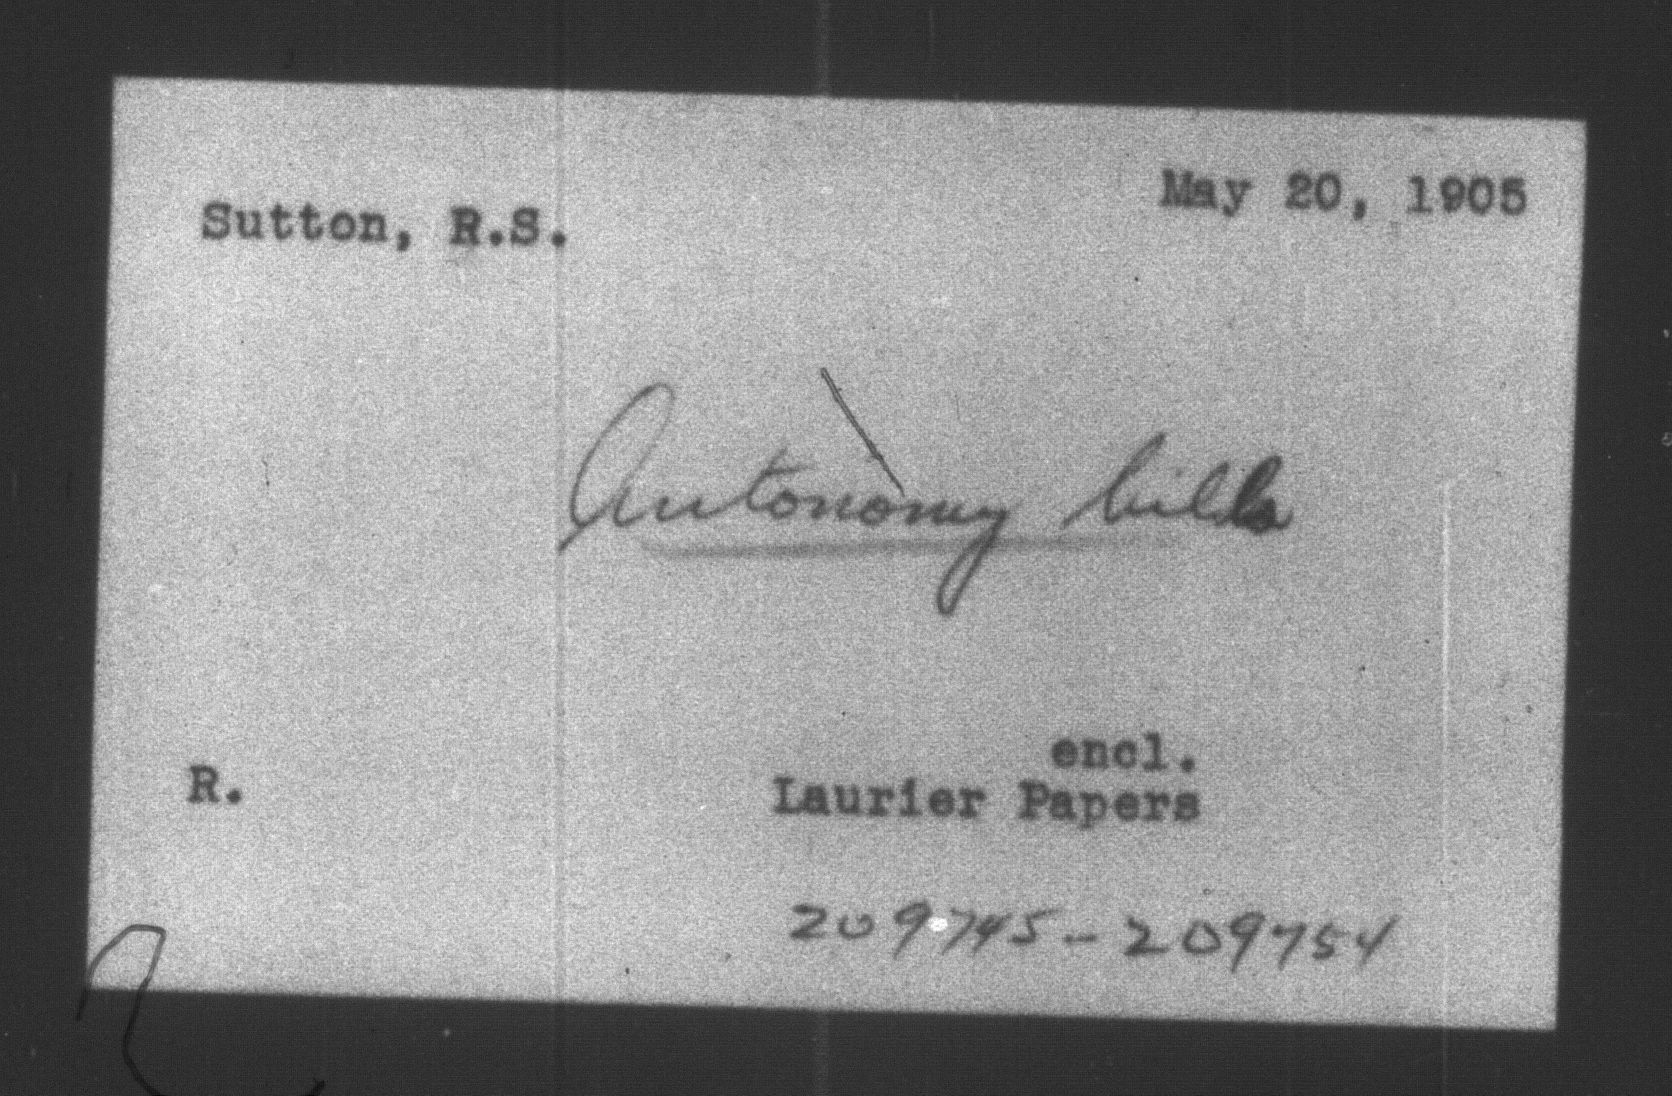 May 20, 1905
Sutton, R.S.
Autonomy bills
encl.
R. Laurier Papers
209745-209754